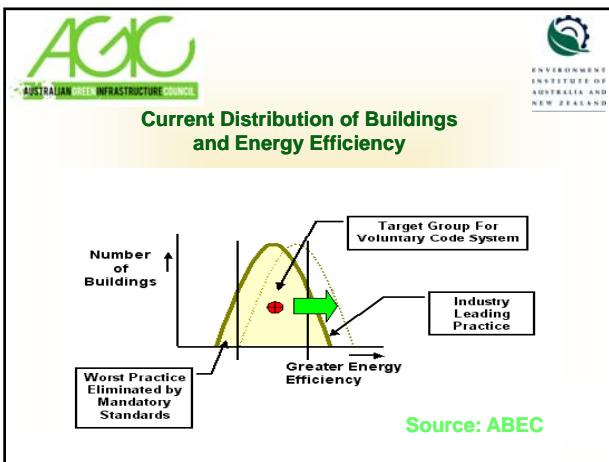 AGIC
AUSTRALIAN GREEN INFRASTRUCTURE COUNCIL
ENVIRONMENT
INSTITUTE OF
AUSTRALIA AND
NEW ZEALAND
Current Distribution of Buildings
and Energy Efficiency
Target Group For
Voluntary Code System
Number
of
Buildings
Industry
Leading
Practice
Greater Energy
Efficiency
Worst Practice
Eliminated by
Mandatory
Standards
Source: ABEC